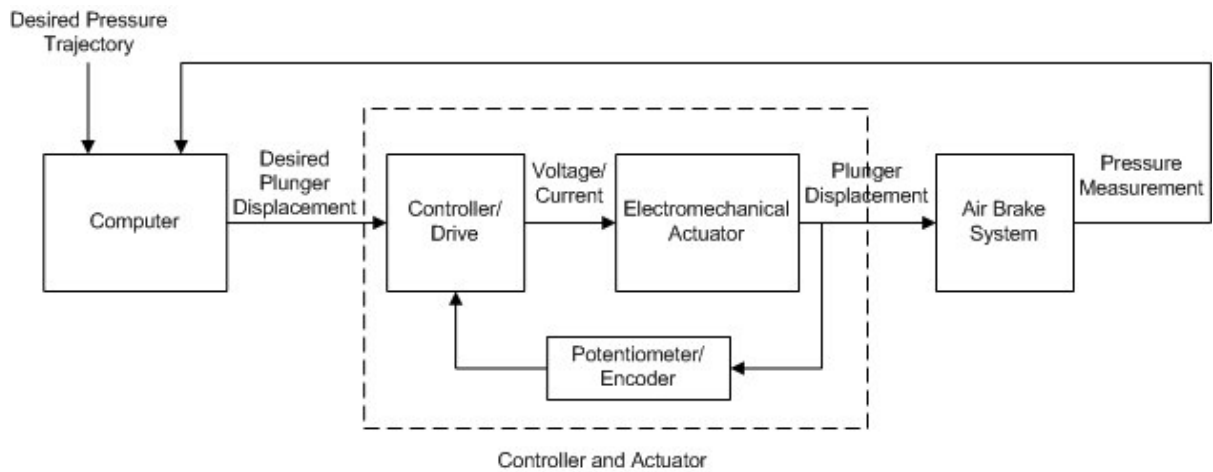 Desired Pressure
Trajectory
Computer
Desired
Plunger
Displacement
Controller/
Drive
Voltage/
Current
Electromechanical
Actuator
Plunger
Displacement
Air Brake
System
Pressure
Measurement
Potentiometer/
Encoder
Controller and Actuator